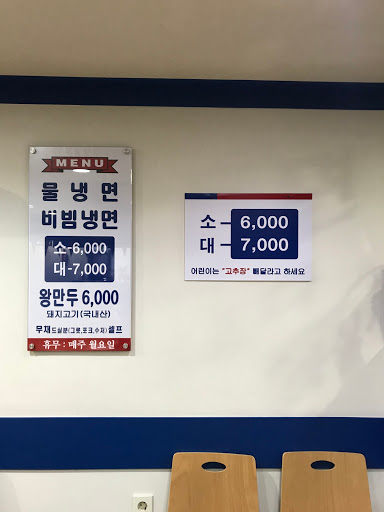 MENU
물냉면
비빔냉면
소-6,000
대-7,000
왕만두 6,000
돼지고기(국내산)
휴무 : 매주 월요일
소 - 6,000
대 - 7,000
어린이는 "고추장" 빼달라고 하세요